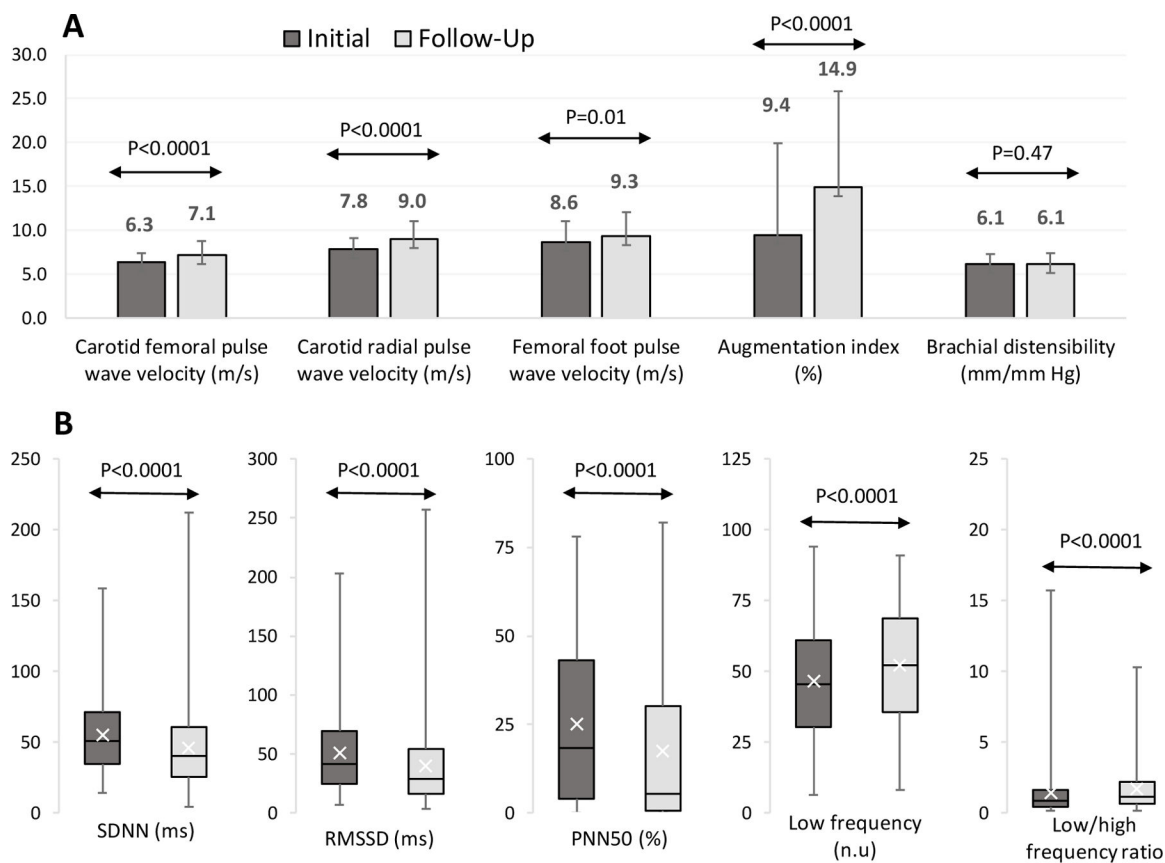 A
Initial Follow-Up
P<0.0001
30.0
25.0
20.0
15.0
10.0
5.0
0.0
14.9
9.4
P<0.0001
P<0.0001
P=0.01
P=0.47
6.3
7.1
7.8
9.0
8.6
9.3
6.1
6.1
Carotid femoral pulse
wave velocity (m/s)
Carotid radial pulse
wave velocity (m/s)
Femoral foot pulse
wave velocity (m/s)
Augmentation index
(%)
Brachial distensibility
(mm/mm Hg)
B
250
200
150
100
50
0
P<0.0001
SDNN (ms)
300
250
200
150
100
50
0
P<0.0001
RMSSD (ms)
100
75
50
25
0
P<0.0001
PNN50 (%)
125
100
75
50
25
0
P<0.0001
Low frequency
(n.u)
25
20
15
10
5
0
P<0.0001
Low/high
frequency ratio